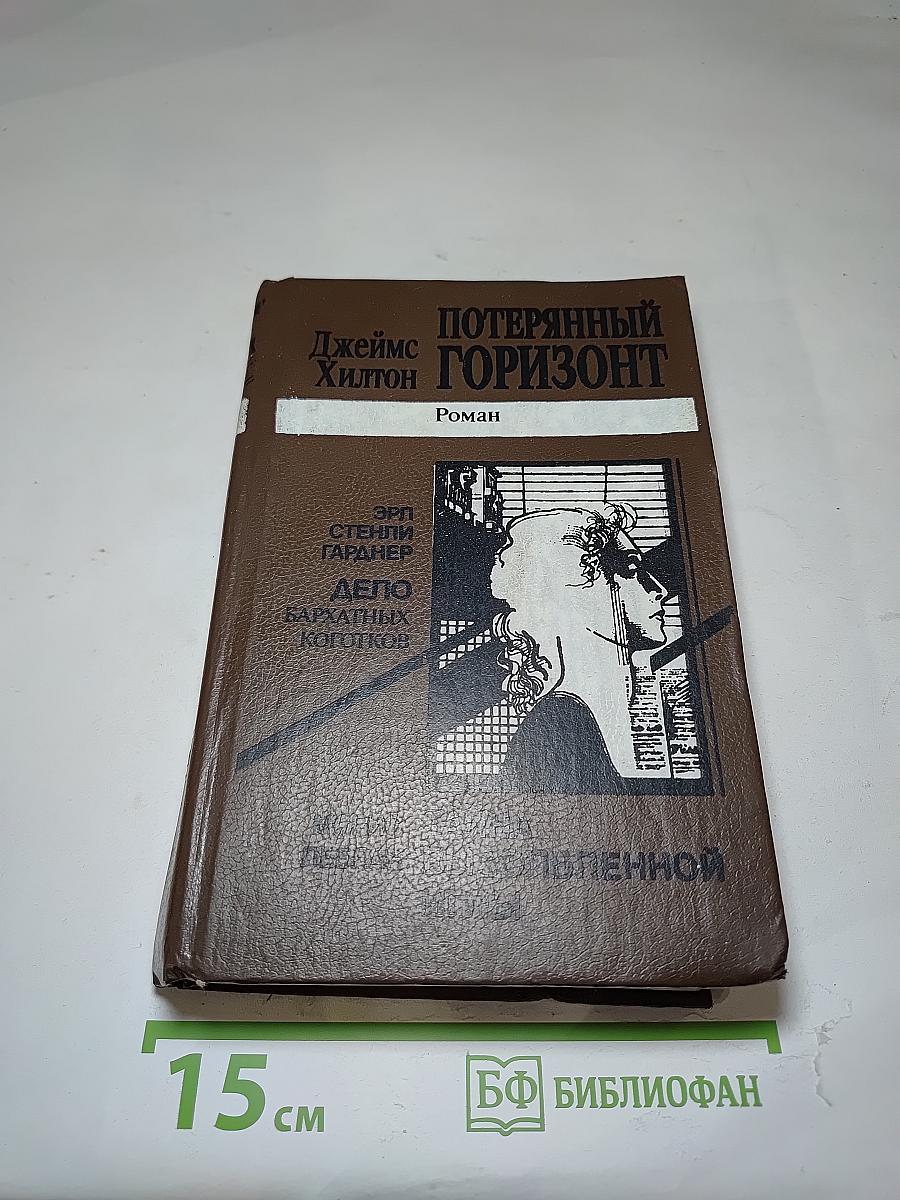 ПОТЕРЯННЫЙ
Джеймс
ГОРИЗОНТ
Хилтон
Роман
ЭРЛ
СТЕНЛИ
ГАРДНЕР
ДЕЛО
БАРХАТНЫХ
КОГОТКОВ
15 см
БФ БИБЛИОФАН